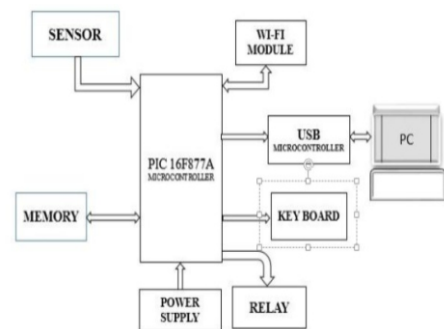 SENSOR
WI-FI
MODULE
PIC 16F877A
MICROCONTROLLER
USB
MICROCONTROLLER
PC
MEMORY
KEY BOARD
POWER
SUPPLY
RELAY